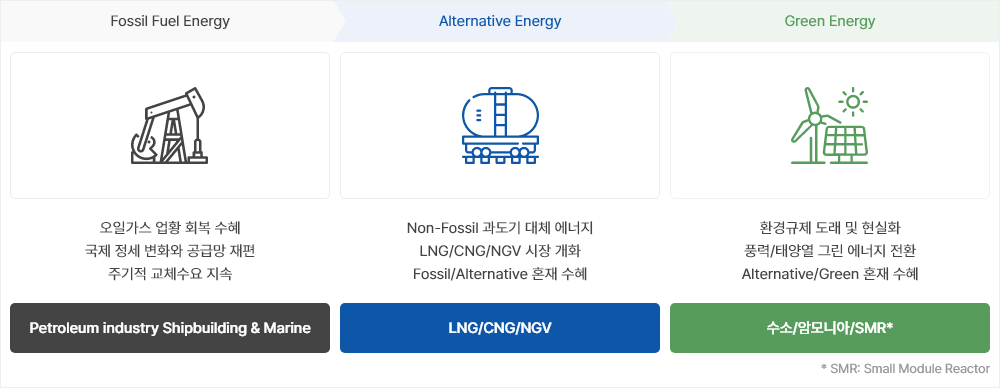 Fossil Fuel Energy
Alternative Energy
Green Energy
오일가스 업황 회복 수혜
국제 정세 변화와 공급망 재편
주기적 교체수요 지속
Non-Fossil 과도기 대체 에너지
LNG/CNG/NGV 시장 개화
Fossil/Alternative 혼재 수혜
환경규제 도래 및 현실화
풍력/태양열 그린 에너지 전환
Alternative/Green 혼재 수혜
Petroleum industry Shipbuilding & Marine
LNG/CNG/NGV
수소/암모니아/SMR*
* SMR: Small Module Reactor